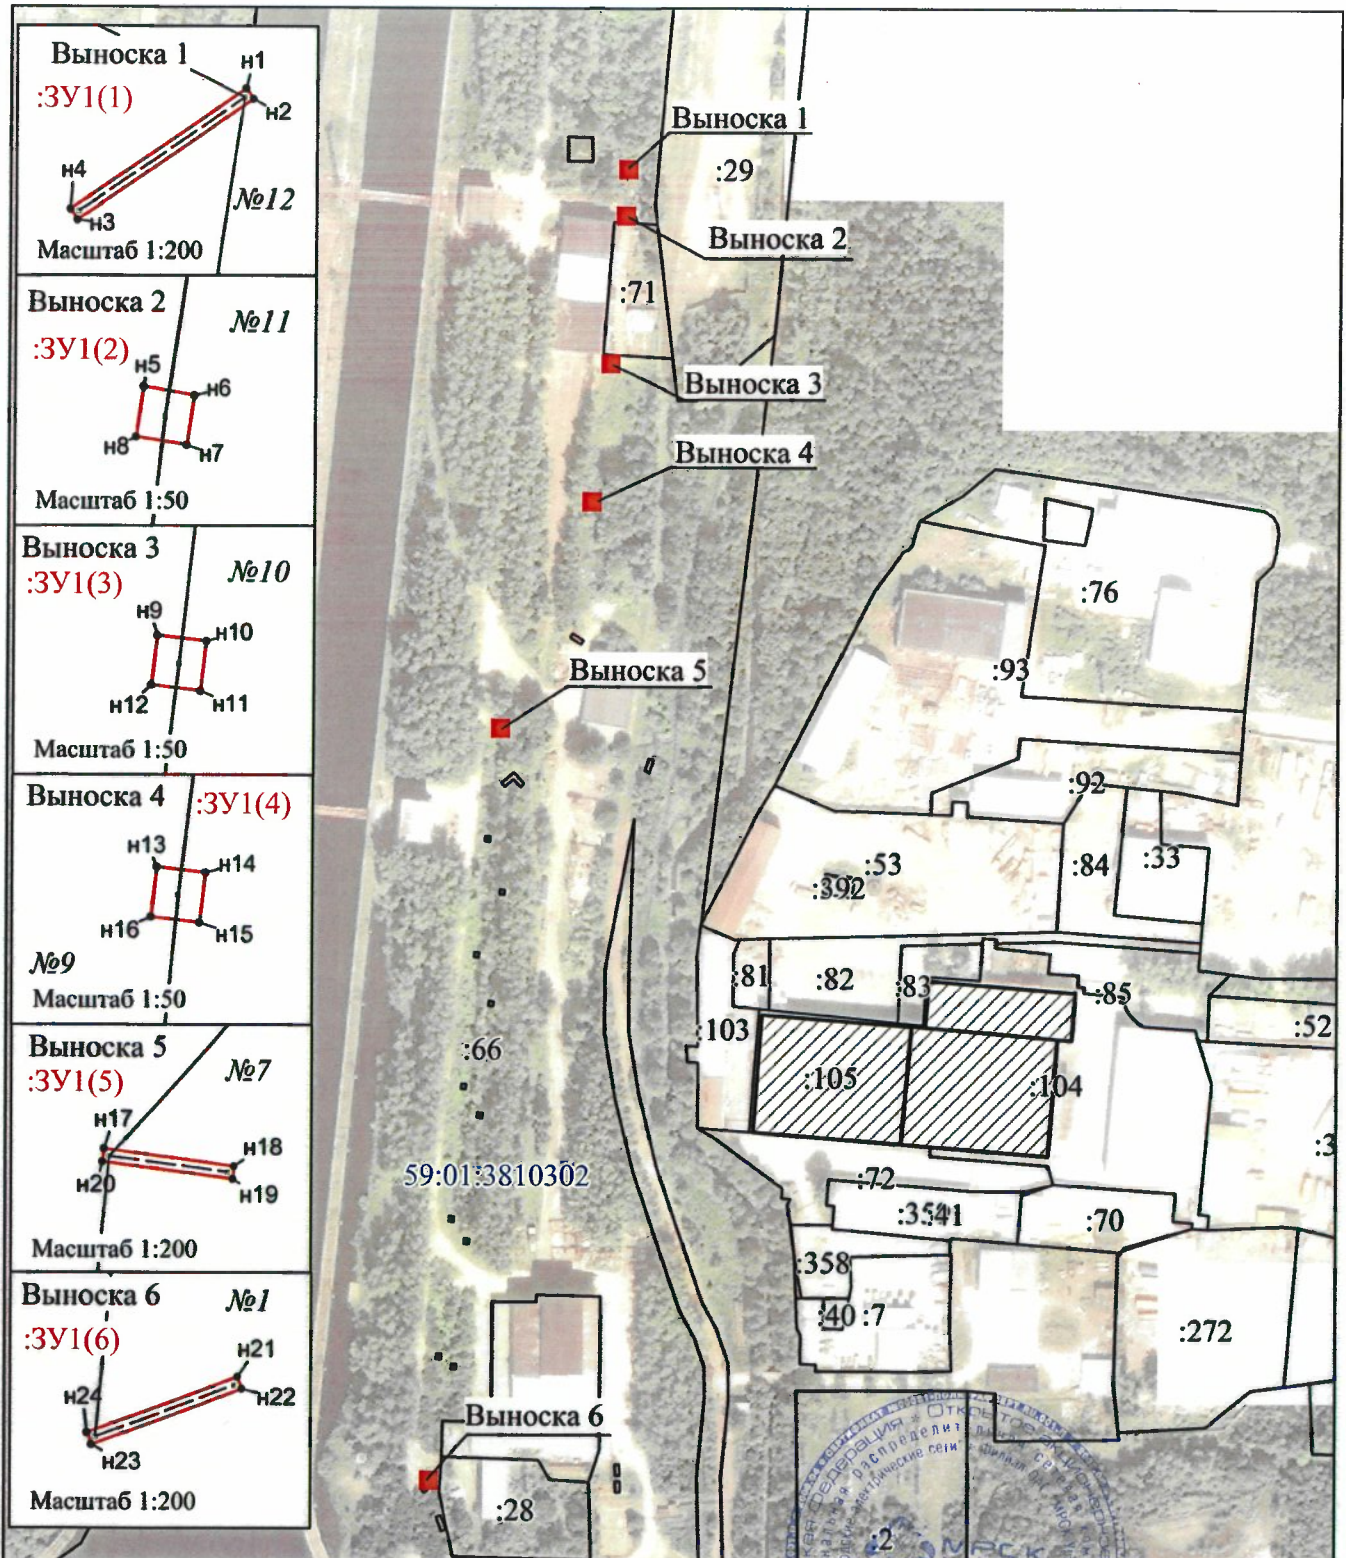 Выноска 1
:ЗУ1(1)
н1
н2
н4
н3
№12
Масштаб 1:200
Выноска 2
№11
:ЗУ1(2)
н5
н6
н8
н7
Масштаб 1:50
Выноска 3
№10
:ЗУ1(3)
н9
н10
н12
н11
Масштаб 1:50
Выноска 4
:ЗУ1(4)
н13
н14
н16
н15
№9
Масштаб 1:50
Выноска 5
№7
:ЗУ1(5)
н17
н18
н20
н19
Масштаб 1:200
Выноска 6
№1
:ЗУ1(6)
н21
н22
н24
н23
Масштаб 1:200
Выноска 1
:29
Выноска 2
:71
Выноска 3
Выноска 4
:76
:93
Выноска 5
:92
:53
:392
:84
:33
:81
:82
:83
:85
:103
:52
:66
:105
:104
:3
59:01:3810302
:72
:70
:358
:40
:7
:272
Выноска 6
:28
:2
МРСК